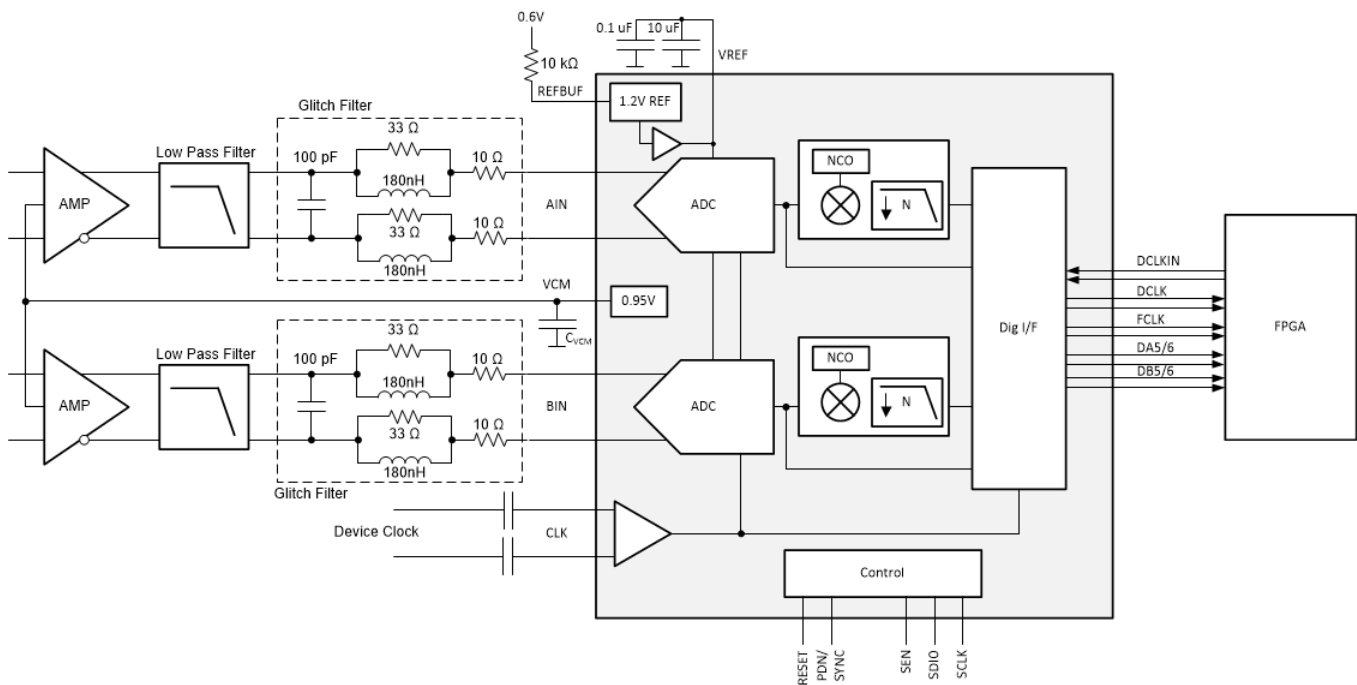 0.6V
0.1 uF
10 uF
VREF
10 kΩ
REFBUF
1.2V REF
Glitch Filter
33 Ω
Low Pass Filter
100 pF
10 Ω
NCO
180nH
AMP
AIN
ADC
N
10 Ω
33 Ω
180nH
DCLKIN
VCM
0.95V
DCLK
Dig I/F
FPGA
FCLK
33 Ω
CVCM
Low Pass Filter
100 pF
10 Ω
NCO
DA5/6
DB5/6
180nH
AMP
BIN
ADC
N
10 Ω
33 Ω
180nH
Glitch Filter
Device Clock
CLK
Control
RESET
PDN/
SYNC
SEN
SDIO
SCLK